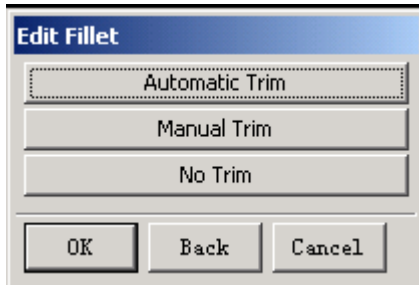 Edit Fillet
Automatic Trim
Manual Trim
No Trim
OK Back Cancel